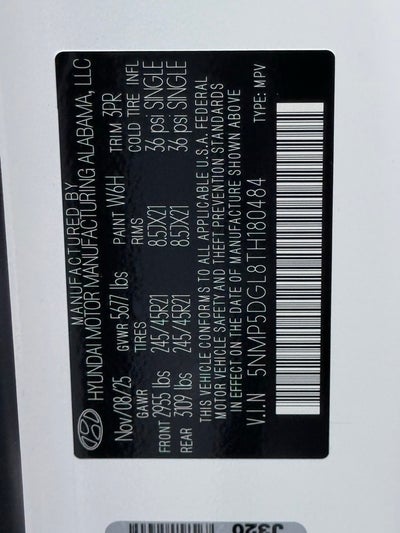 MANUFACTURED BY
HYUNDAI MOTOR MANUFACTURING ALABAMA, LLC
Nov/08/25 GVWR 5677 lbs PAINT W6H TRIM 3PR
GAWR TIRES RIMS COLD TIRE INFL
FRONT 2955 lbs 245/45R21 8.5JX21 36 psi SINGLE
REAR 3109 lbs 245/45R21 8.5JX21 36 psi SINGLE
THIS VEHICLE CONFORMS TO ALL APPLICABLE U.S.A. FEDERAL
MOTOR VEHICLE SAFETY AND THEFT PREVENTION STANDARDS
IN EFFECT ON THE DATE OF MANUFACTURE SHOWN ABOVE
V.I.N 5NMP5DGL8TH180484 TYPE: MPV
J320